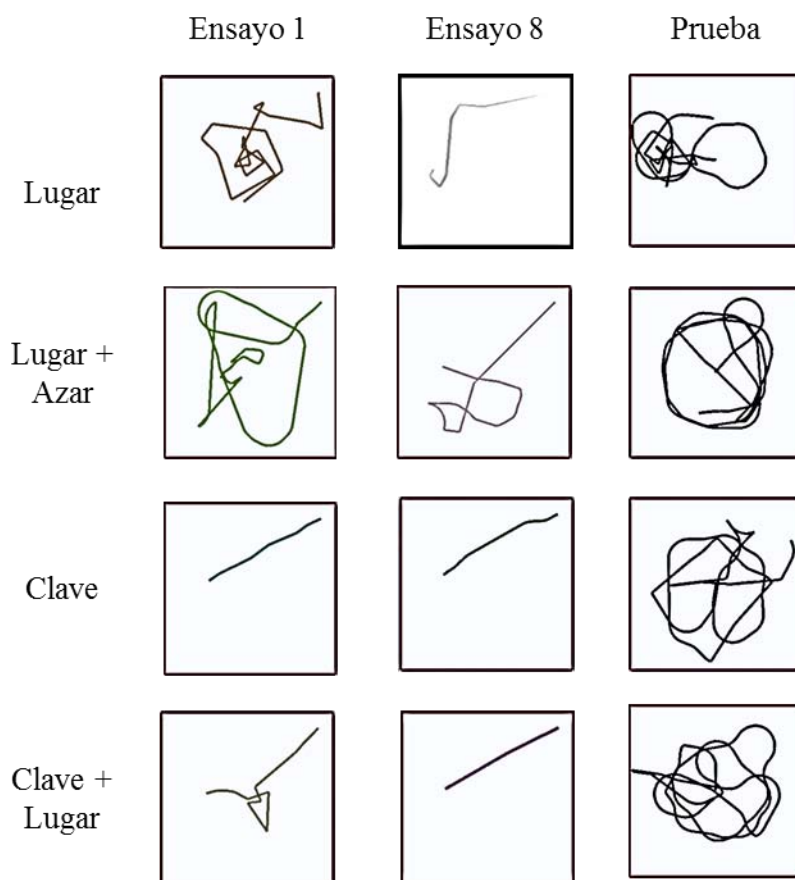 Ensayo 1 Ensayo 8 Prueba
Lugar
Lugar +
Azar
Clave
Clave +
Lugar